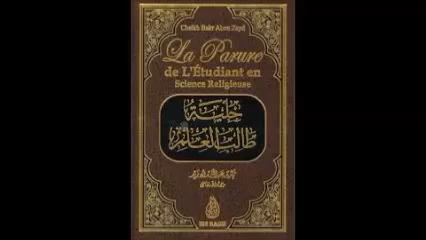 Cheikh Bakr Abou Zayd
La Parure
de L'Étudiant en
Science Religieuse
حلية
طالب العلم